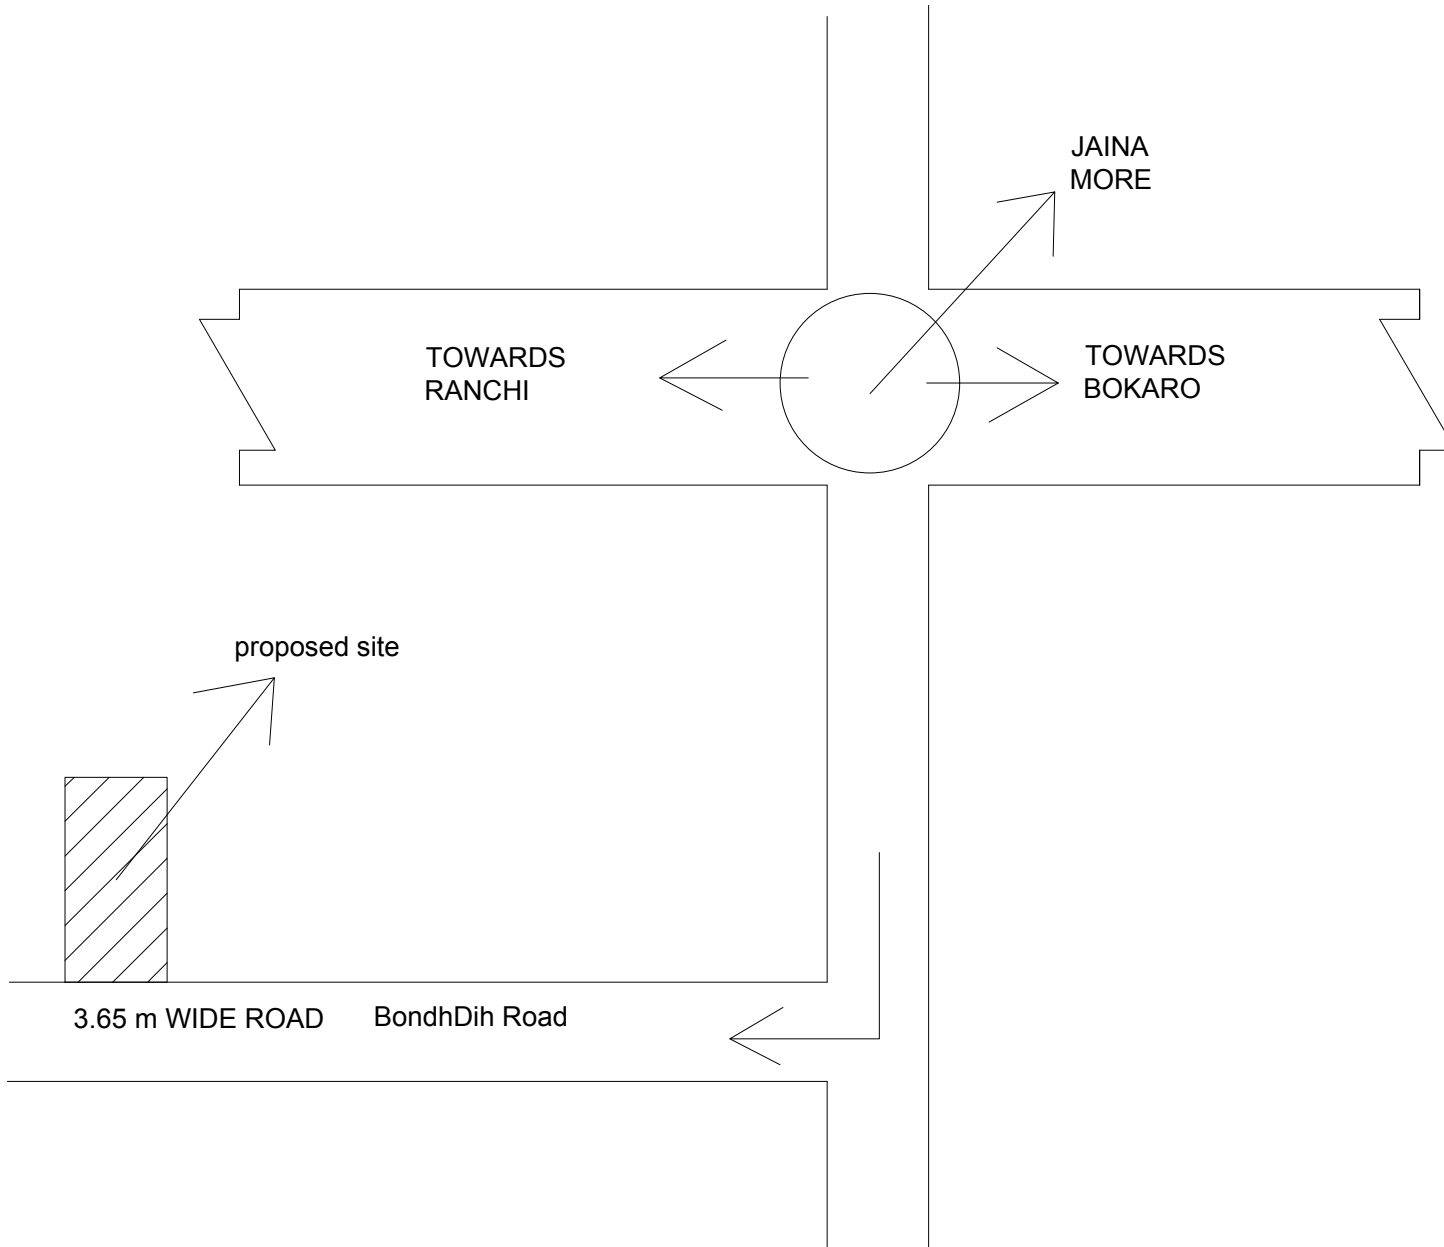 JAINA
MORE
TOWARDS
RANCHI
TOWARDS
BOKARO
proposed site
3.65 m WIDE ROAD BondhDih Road